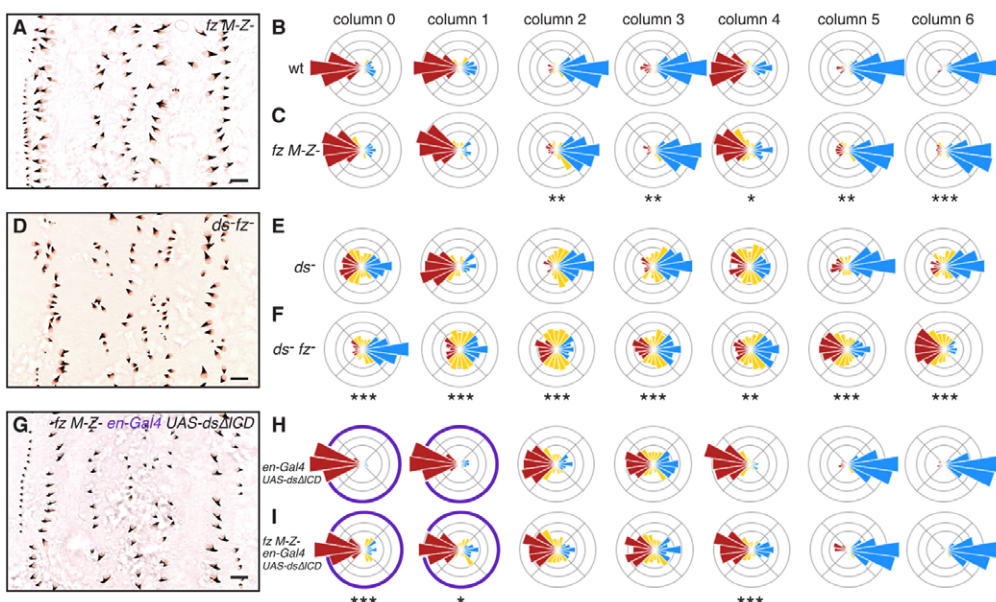 A
fz M-Z-
B
column 0 column 1 column 2 column 3 column 4 column 5 column 6
wt
C
fz M-Z-
** ** * ** ***
D
ds-fz-
E
ds-
F
ds- fz-
*** *** *** *** ** *** ***
G
fz M-Z- en-Gal4 UAS-dsΔICD
H
en-Gal4
UAS-dsΔICD
I
fz M-Z-
en-Gal4
UAS-dsΔICD
*** * ***